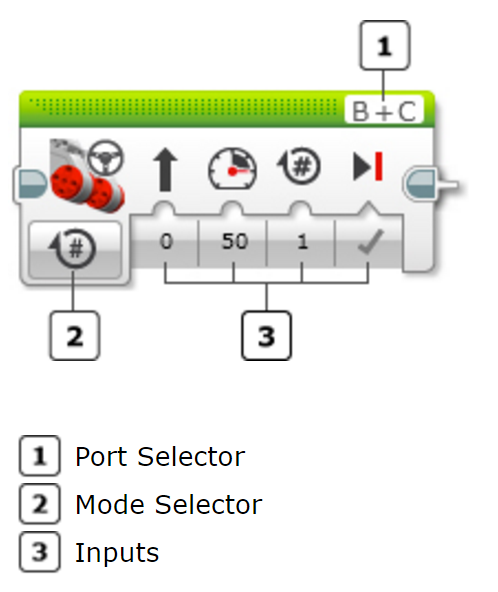 1
B+C
#
#
0 50 1
2
3
1 Port Selector
2 Mode Selector
3 Inputs